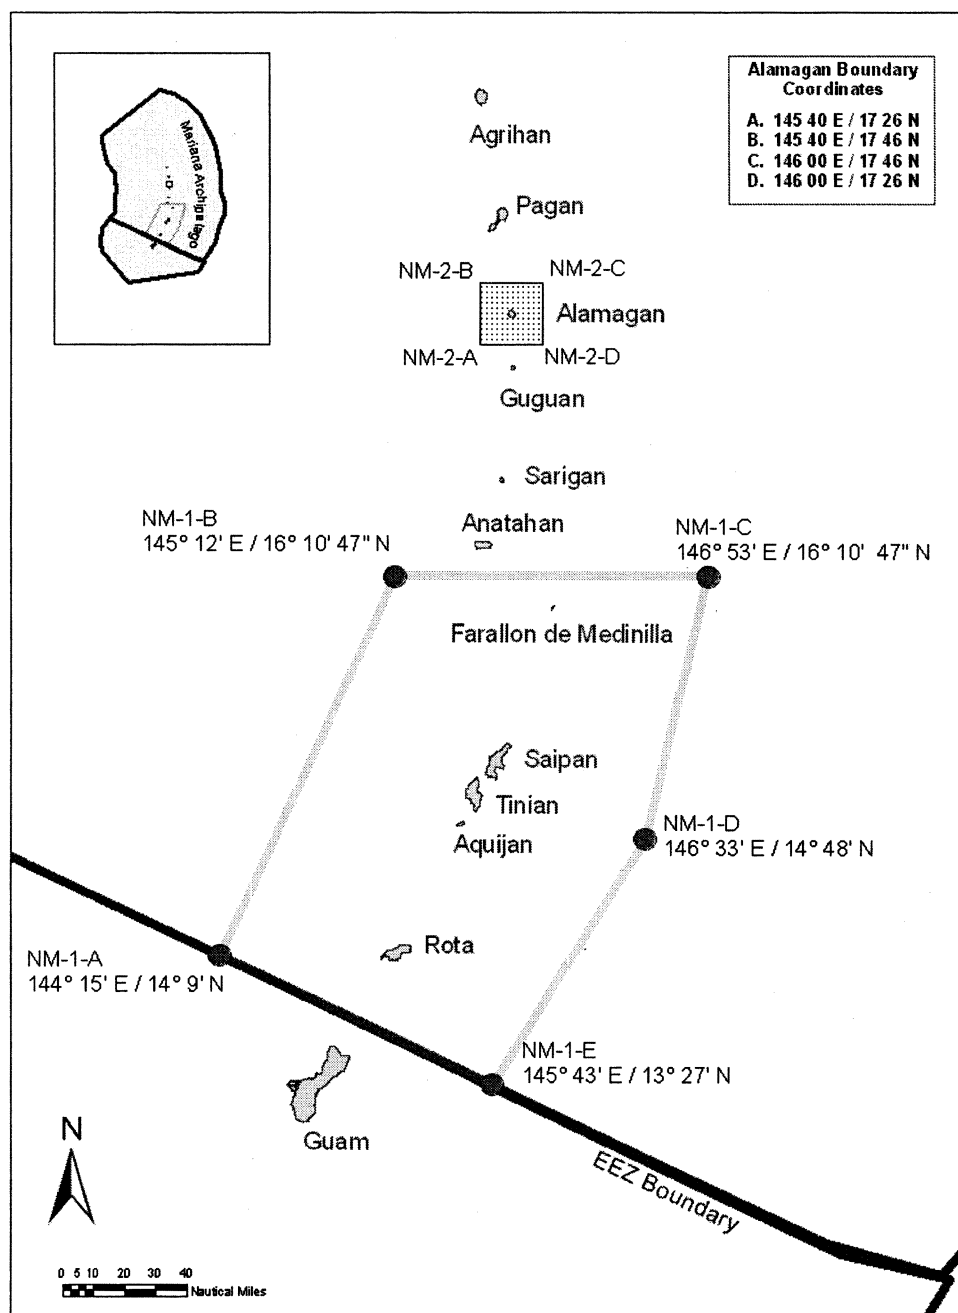 Mariana Archipelago
Alamagan Boundary
Coordinates
A. 145 40 E / 17 26 N
B. 145 40 E / 17 46 N
C. 146 00 E / 17 46 N
D. 146 00 E / 17 26 N
Agrihan
Pagan
NM-2-B
NM-2-C
Alamagan
NM-2-A
NM-2-D
Guguan
Sarigan
NM-1-B
145° 12' E / 16° 10' 47" N
Anatahan
NM-1-C
146° 53' E / 16° 10' 47" N
Farallon de Medinilla
Saipan
Tinian
Aquijan
NM-1-D
146° 33' E / 14° 48' N
Rota
NM-1-A
144° 15' E / 14° 9' N
NM-1-E
145° 43' E / 13° 27' N
Guam
EEZ Boundary
N
0 5 10 20 30 40
Nautical Miles